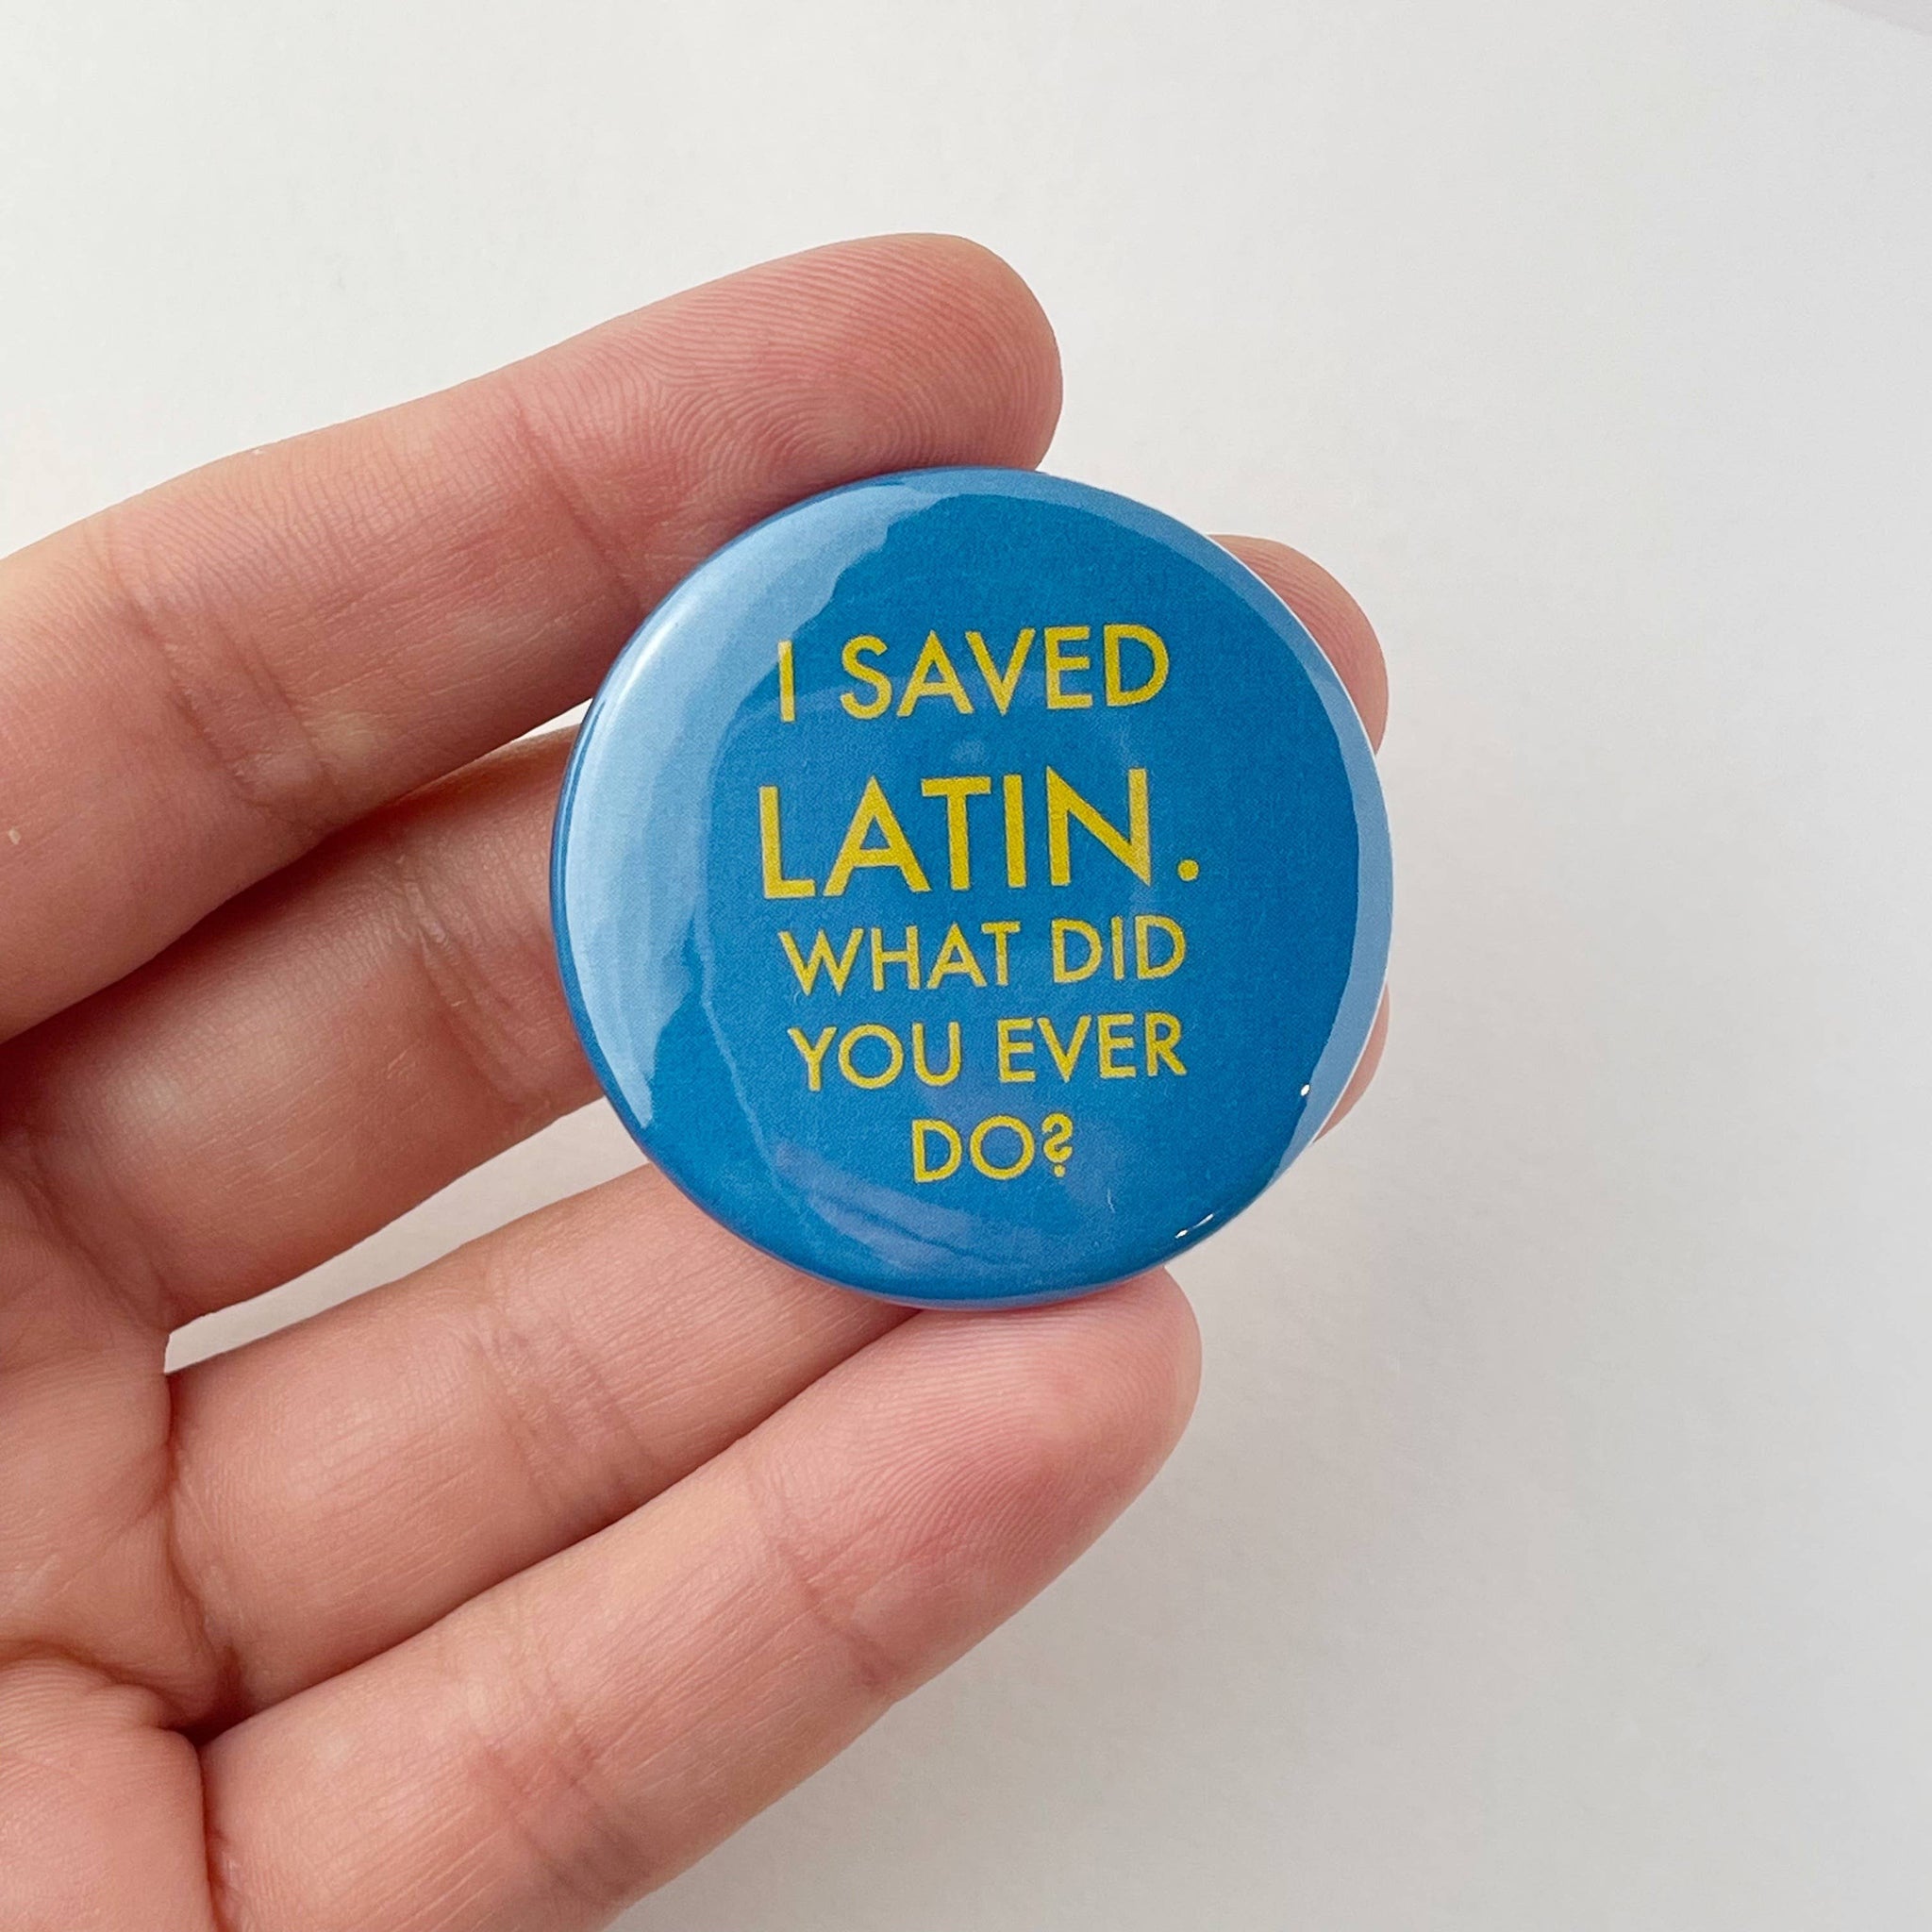 I SAVED
LATIN.
WHAT DID
YOU EVER
DO?